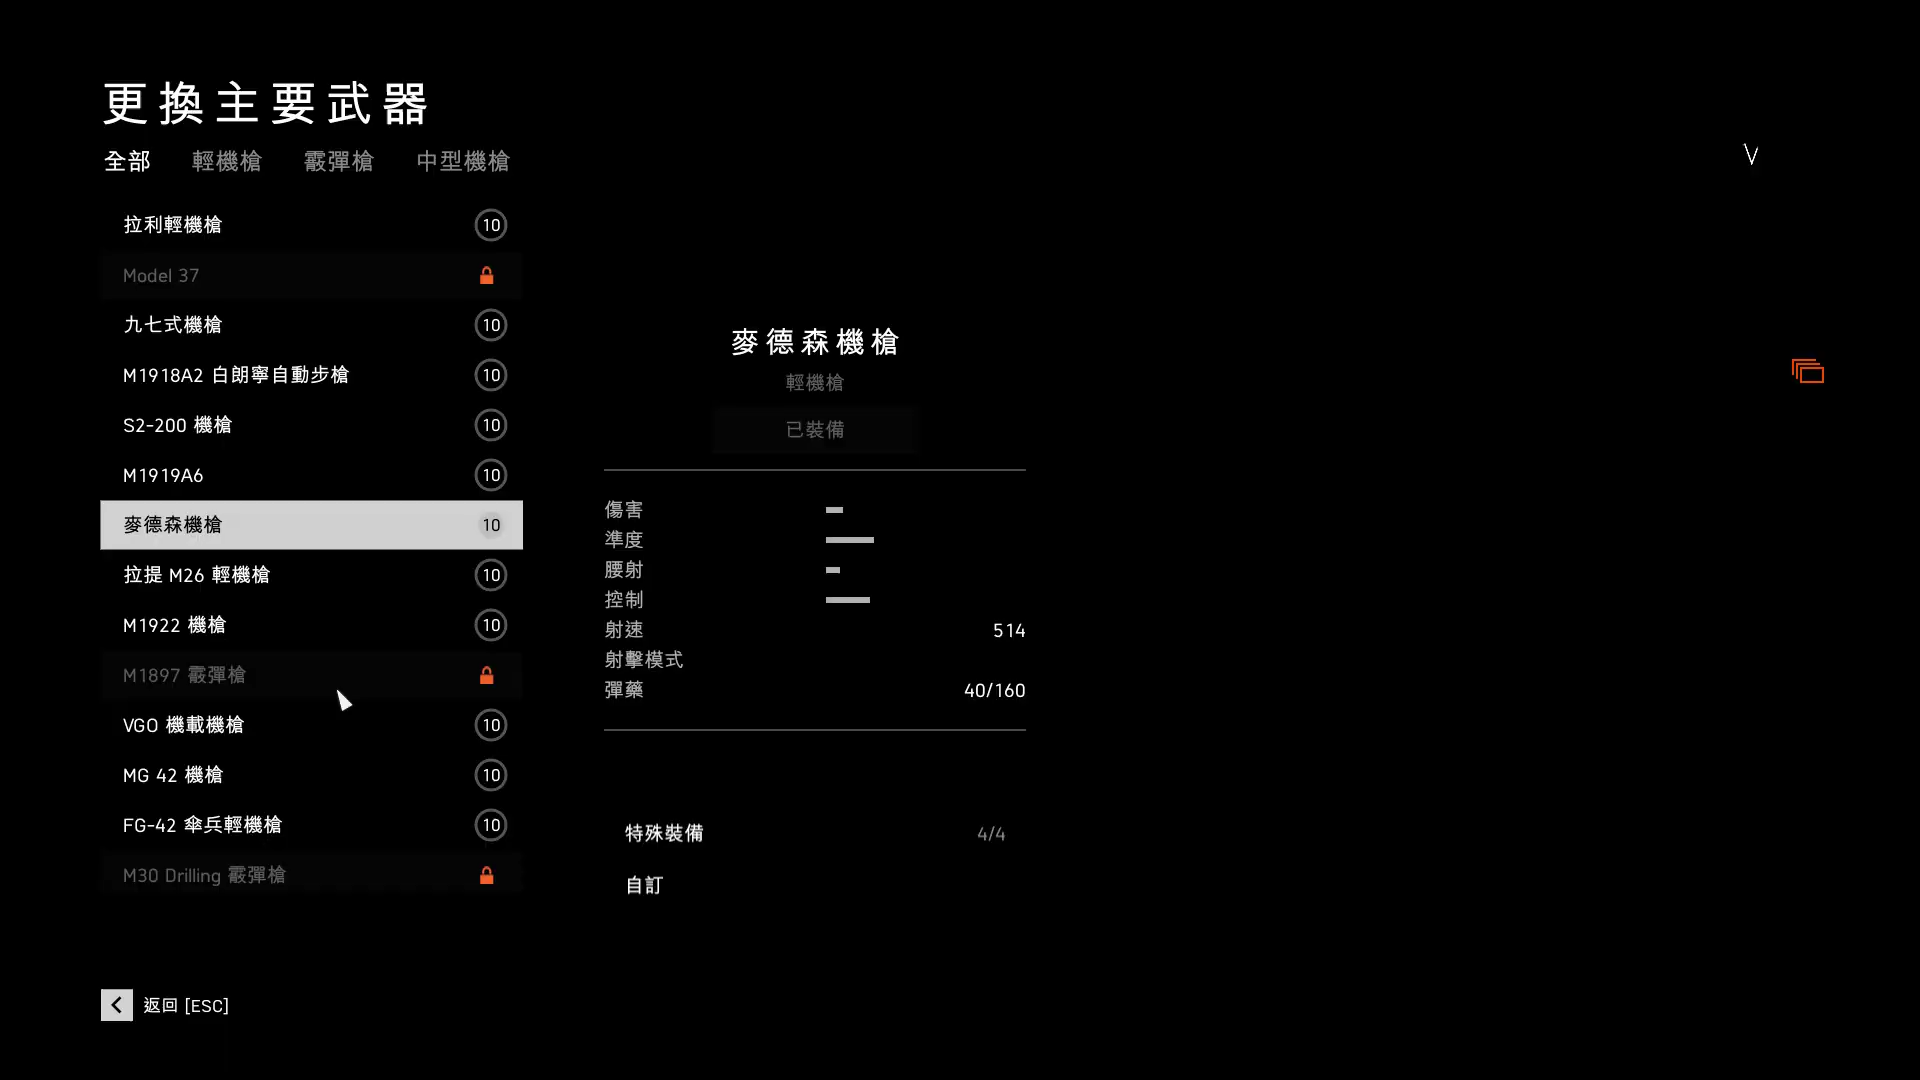 更換主要武器
全部 輕機槍 霰彈槍 中型機槍
拉利輕機槍 10
Model 37
九七式機槍 10
M1918A2 白朗寧自動步槍 10
S2-200 機槍 10
M1919A6 10
麥德森機槍 10
拉提 M26 輕機槍 10
M1922 機槍 10
M1897 霰彈槍
VGO 機載機槍 10
MG 42 機槍 10
FG-42 傘兵輕機槍 10
M30 Drilling 霰彈槍
返回 [ESC]
麥德森機槍
輕機槍
已裝備
傷害
準度
腰射
控制
射速 514
射擊模式
彈藥 40/160
特殊裝備 4/4
自訂
V